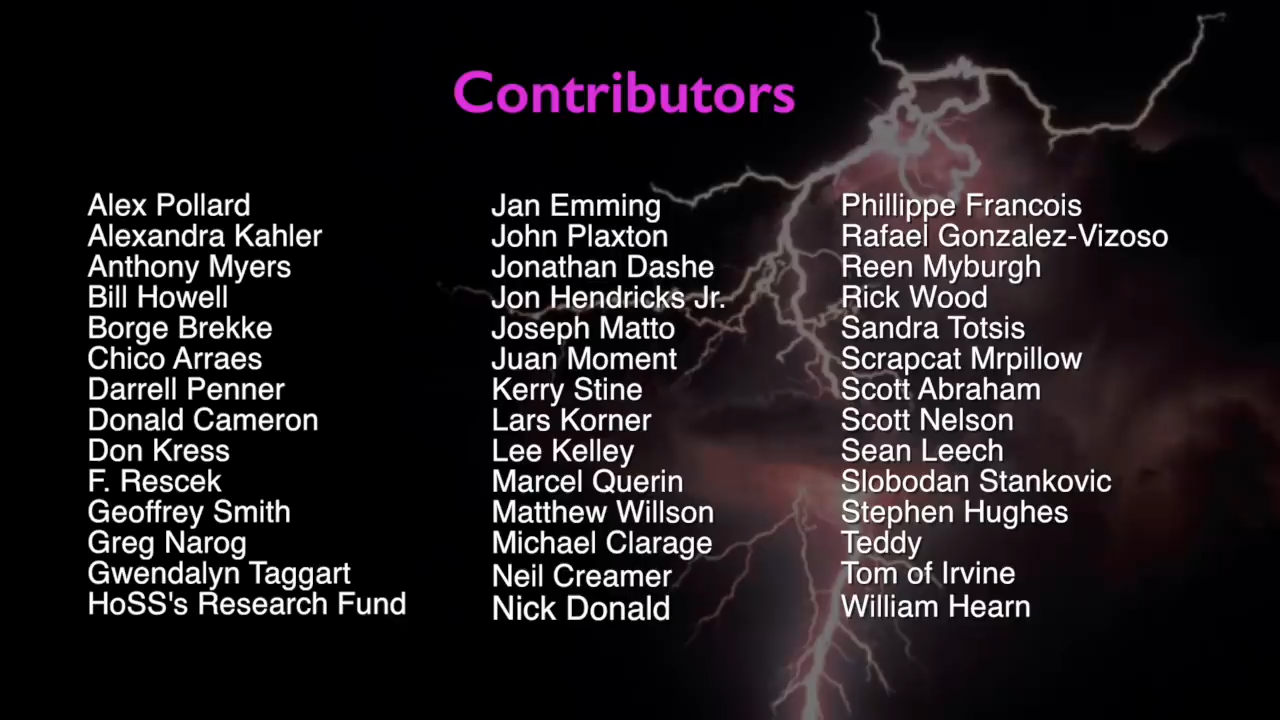 Contributors
Alex Pollard
Alexandra Kahler
Anthony Myers
Bill Howell
Borge Brekke
Chico Arraes
Darrell Penner
Donald Cameron
Don Kress
F. Rescek
Geoffrey Smith
Greg Narog
Gwendalyn Taggart
HoSS's Research Fund
Jan Emming
John Plaxton
Jonathan Dashe
Jon Hendricks Jr.
Joseph Matto
Juan Moment
Kerry Stine
Lars Korner
Lee Kelley
Marcel Querin
Matthew Willson
Michael Clarage
Neil Creamer
Nick Donald
Phillippe Francois
Rafael Gonzalez-Vizoso
Reen Myburgh
Rick Wood
Sandra Totsis
Scrapcat Mrpillow
Scott Abraham
Scott Nelson
Sean Leech
Slobodan Stankovic
Stephen Hughes
Teddy
Tom of Irvine
William Hearn